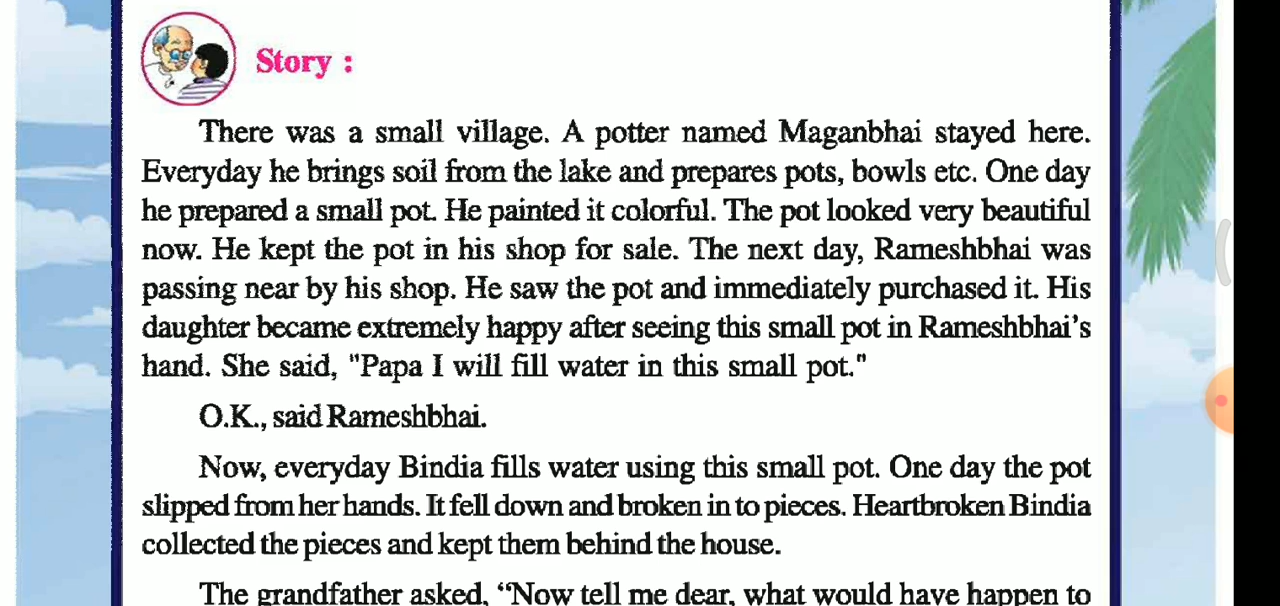 Story :
There was a small village. A potter named Maganbhai stayed here.
Everyday he brings soil from the lake and prepares pots, bowls etc. One day
he prepared a small pot. He painted it colorful. The pot looked very beautiful
now. He kept the pot in his shop for sale. The next day, Rameshbhai was
passing near by his shop. He saw the pot and immediately purchased it. His
daughter became extremely happy after seeing this small pot in Rameshbhai's
hand. She said, "Papa I will fill water in this small pot."
O.K., said Rameshbhai.
Now, everyday Bindia fills water using this small pot. One day the pot
slipped from her hands. It fell down and broken in to pieces. Heartbroken Bindia
collected the pieces and kept them behind the house.
The grandfather asked, “Now tell me dear, what would have happen to